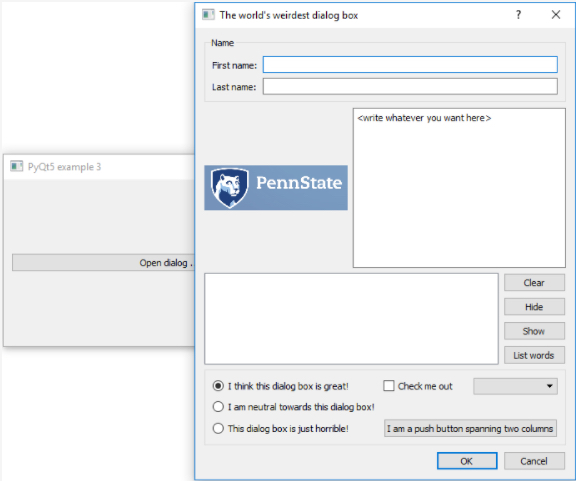 The world's weirdest dialog box
?
Name
First name:
Last name:
<write whatever you want here>
PyQt5 example 3
PennState
Open dialog .
Clear
Hide
Show
List words
I think this dialog box is great!
Check me out
I am neutral towards this dialog box!
This dialog box is just horrible!
I am a push button spanning two columns
OK
Cancel